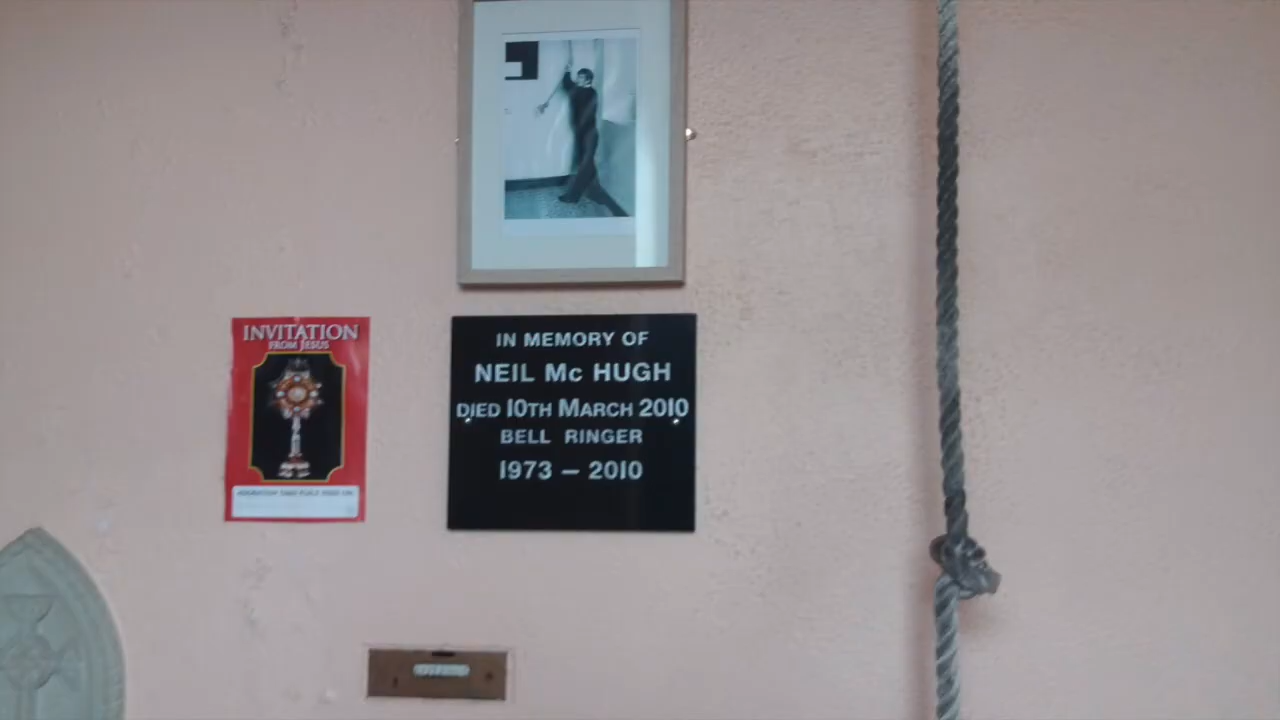 INVITATION
FROM JESUS
IN MEMORY OF
NEIL Mc HUGH
DIED 10TH MARCH 2010
BELL RINGER
1973 – 2010